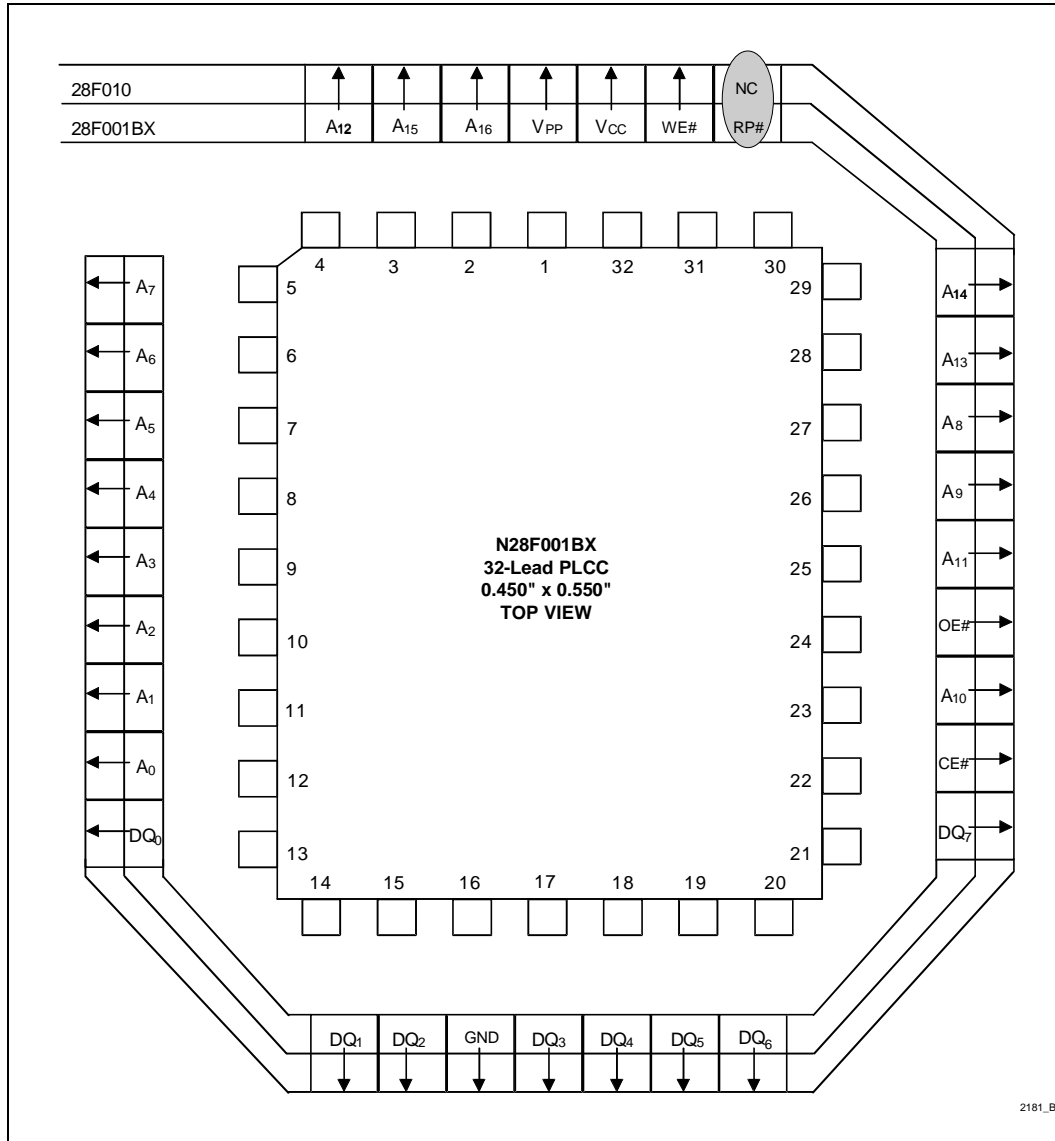 28F010
NC
28F001BX
A12 A15 A16 VPP VCC WE# RP#
4 3 2 1 32 31 30
A7 5 29 A14
A6 6 28 A13
A5 7 27 A8
A4 8 26 A9
N28F001BX
32-Lead PLCC
0.450" x 0.550"
TOP VIEW
A3 9 25 A11
A2 10 24 OE#
A1 11 23 A10
A0 12 22 CE#
DQ0 13 21 DQ7
14 15 16 17 18 19 20
DQ1 DQ2 GND DQ3 DQ4 DQ5 DQ6
2181_B